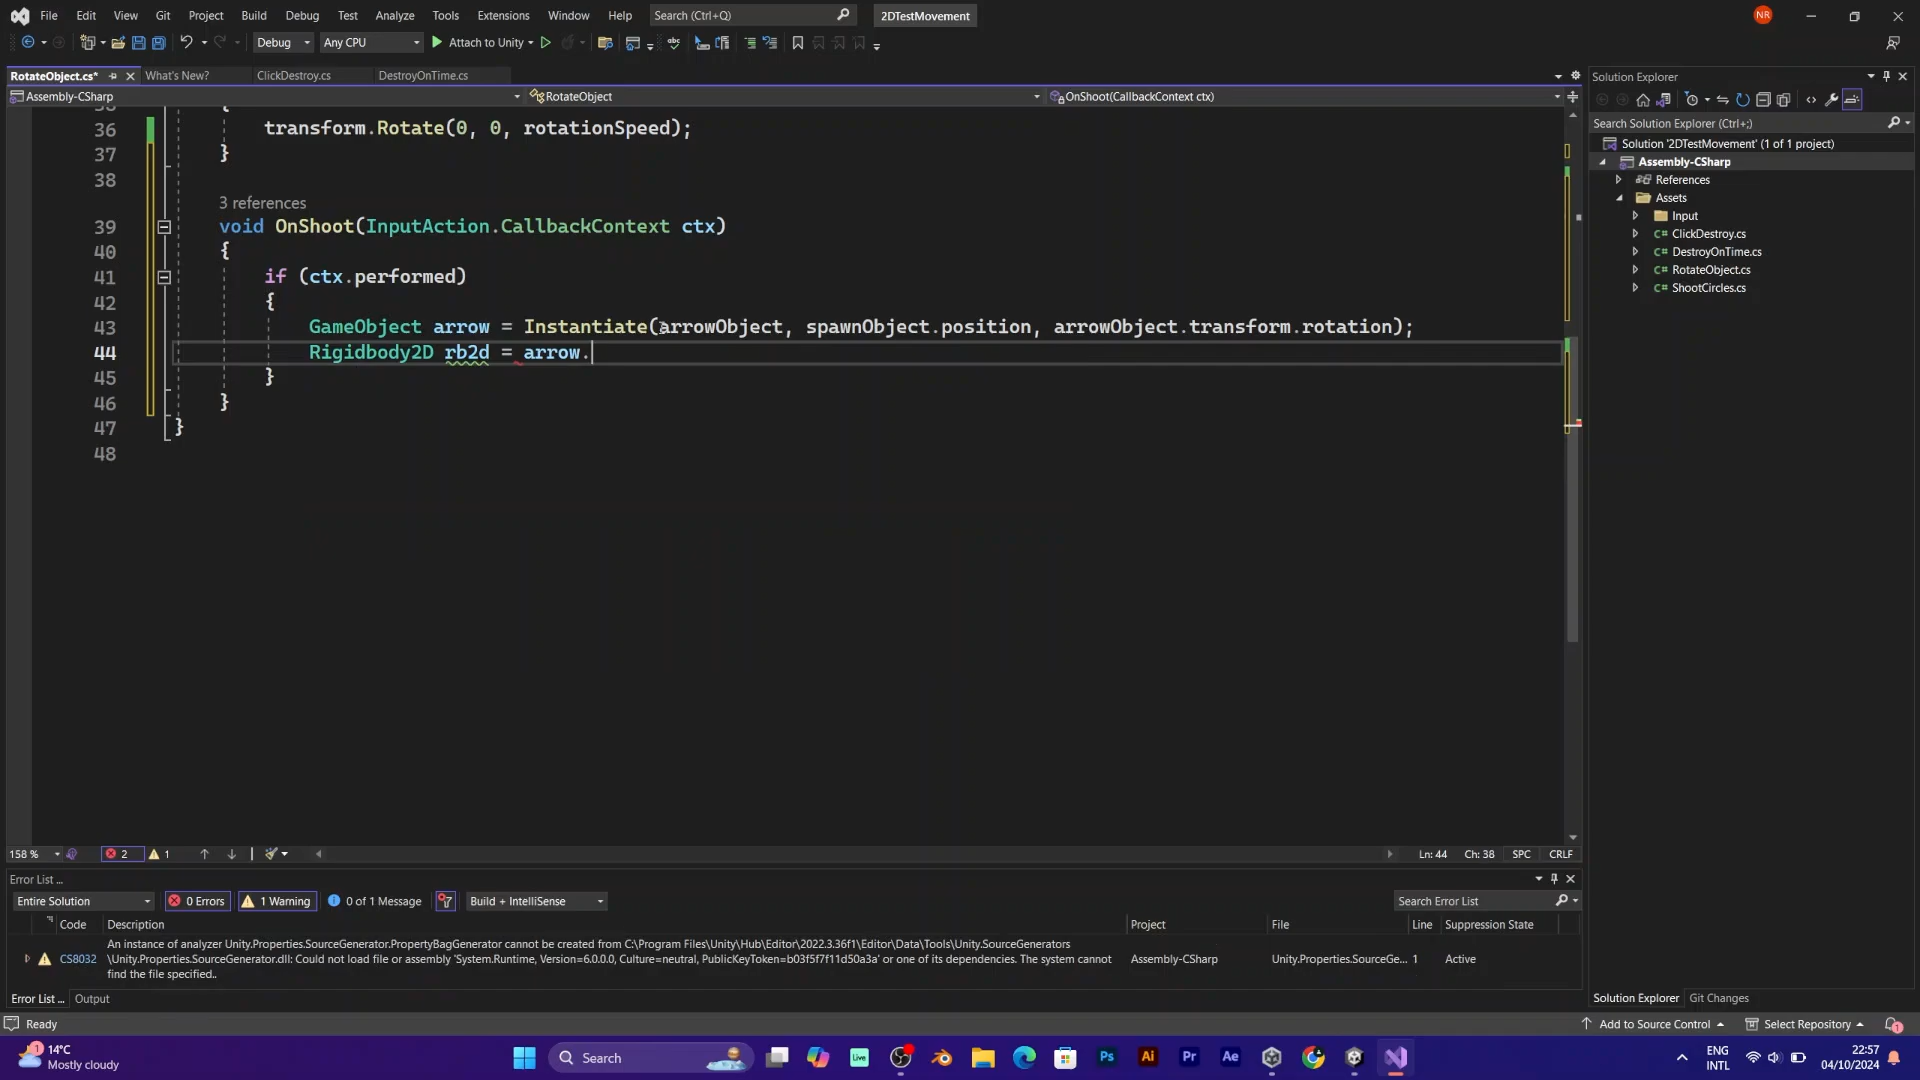 File Edit View Git Project Build Debug Test Analyze Tools Extensions Window Help Search (Ctrl+Q) 2DTestMovement NR
Debug Any CPU Attach to Unity
RotateObject.cs* What's New? ClickDestroy.cs DestroyOnTime.cs
Assembly-CSharp RotateObject OnShoot(CallbackContext ctx)
36 transform.Rotate(0, 0, rotationSpeed);
37 }
38
3 references
39 void OnShoot(InputAction.CallbackContext ctx)
40 {
41 if (ctx.performed)
42 {
43 GameObject arrow = Instantiate(arrowObject, spawnObject.position, arrowObject.transform.rotation);
44 Rigidbody2D rb2d = arrow.
45 }
46 }
47 }
48
158 % 2 1 Ln: 44 Ch: 38 SPC CRLF
Error List ...
Entire Solution 0 Errors 1 Warning 0 of 1 Message Build + IntelliSense Search Error List
Code Description Project File Line Suppression State
An instance of analyzer Unity.Properties.SourceGenerator.PropertyBagGenerator cannot be created from C:\Program Files\Unity\Hub\Editor\2022.3.36f1\Editor\Data\Tools\Unity.SourceGenerators
CS8032 \Unity.Properties.SourceGenerator.dll: Could not load file or assembly 'System.Runtime, Version=6.0.0.0, Culture=neutral, PublicKeyToken=b03f5f7f11d50a3a' or one of its dependencies. The system cannot Assembly-CSharp Unity.Properties.SourceGe... 1 Active
find the file specified..
Error List ... Output
Solution Explorer
Search Solution Explorer (Ctrl+;)
Solution '2DTestMovement' (1 of 1 project)
Assembly-CSharp
References
Assets
Input
C# ClickDestroy.cs
C# DestroyOnTime.cs
C# RotateObject.cs
C# ShootCircles.cs
Solution Explorer Git Changes
Ready Add to Source Control Select Repository 1
1 14°C
Mostly cloudy
Search
Live Ps Ai Pr Ae
ENG
INTL
22:57
04/10/2024